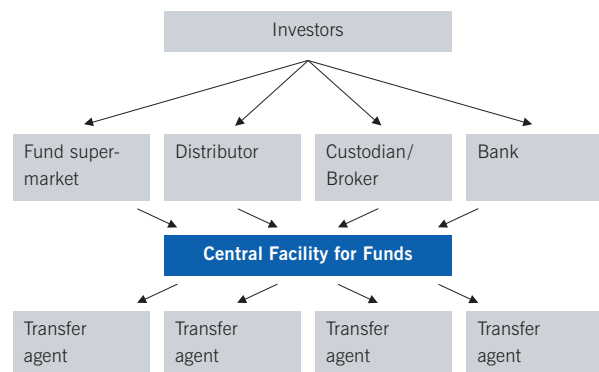 Investors
Fund super-
market
Distributor
Custodian/
Broker
Bank
Central Facility for Funds
Transfer
agent
Transfer
agent
Transfer
agent
Transfer
agent